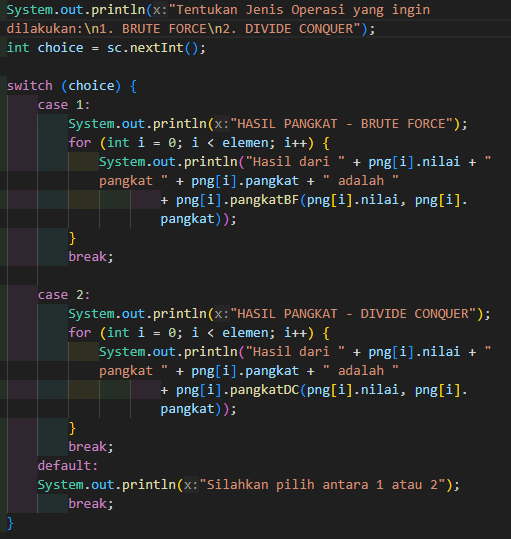 System.out.println(x:"Tentukan Jenis Operasi yang ingin
dilakukan:\n1. BRUTE FORCE\n2. DIVIDE CONQUER");
int choice = sc.nextInt();
switch (choice) {
case 1:
System.out.println(x:"HASIL PANGKAT - BRUTE FORCE");
for (int i = 0; i < elemen; i++) {
System.out.println("Hasil dari " + png[i].nilai + "
pangkat " + png[i].pangkat + " adalah "
+ png[i].pangkatBF(png[i].nilai, png[i].
pangkat));
}
break;
case 2:
System.out.println(x:"HASIL PANGKAT - DIVIDE CONQUER");
for (int i = 0; i < elemen; i++) {
System.out.println("Hasil dari " + png[i].nilai + "
pangkat " + png[i].pangkat + " adalah "
+ png[i].pangkatDC(png[i].nilai, png[i].
pangkat));
}
break;
default:
System.out.println(x:"Silahkan pilih antara 1 atau 2");
break;
}